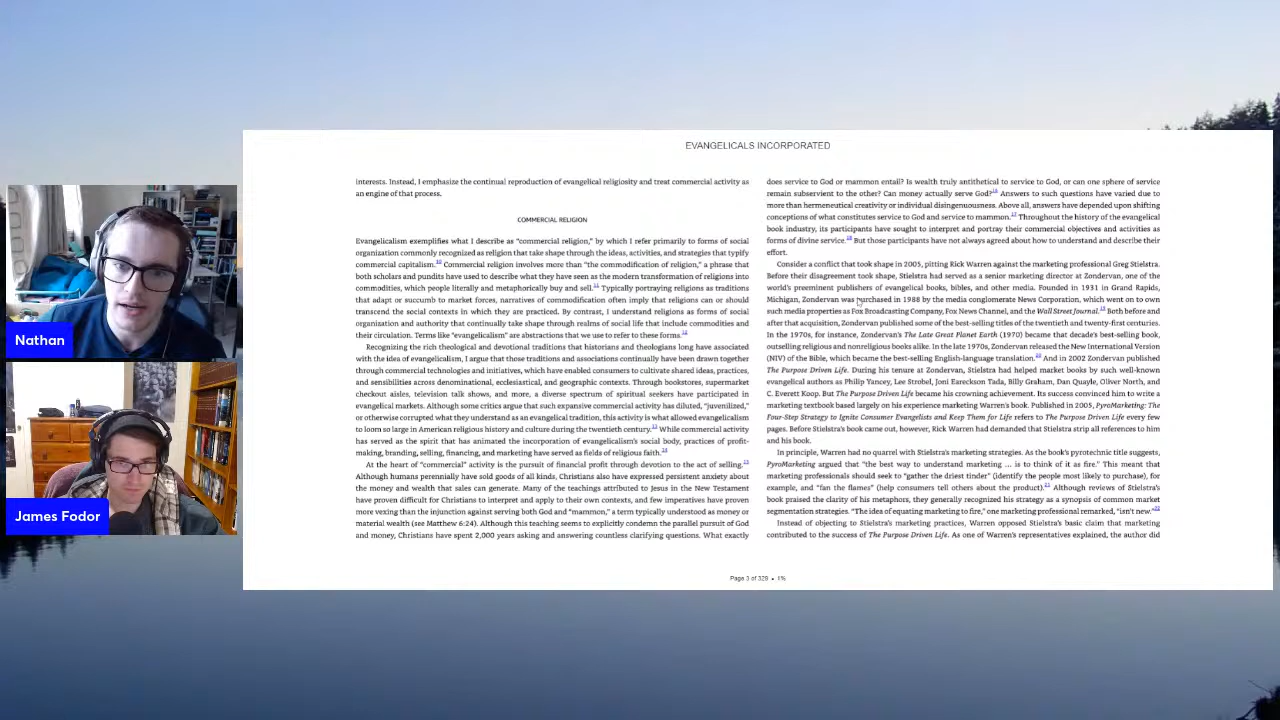 EVANGELICALS INCORPORATED
interests. Instead, I emphasize the continual reproduction of evangelical religiosity and treat commercial activity as
an engine of that process.
COMMERCIAL RELIGION
Evangelicalism exemplifies what I describe as “commercial religion,” by which I refer primarily to forms of social
organization commonly recognized as religion that take shape through the ideas, activities, and strategies that typify
commercial capitalism.10 Commercial religion involves more than “the commodification of religion,” a phrase that
both scholars and pundits have used to describe what they have seen as the modern transformation of religions into
commodities, which people literally and metaphorically buy and sell.11 Typically portraying religions as traditions
that adapt or succumb to market forces, narratives of commodification often imply that religions can or should
transcend the social contexts in which they are practiced. By contrast, I understand religions as forms of social
organization and authority that continually take shape through realms of social life that include commodities and
their circulation. Terms like “evangelicalism” are abstractions that we use to refer to these forms.12
Recognizing the rich theological and devotional traditions that historians and theologians long have associated
with the idea of evangelicalism, I argue that those traditions and associations continually have been drawn together
through commercial technologies and initiatives, which have enabled consumers to cultivate shared ideas, practices,
and sensibilities across denominational, ecclesiastical, and geographic contexts. Through bookstores, supermarket
checkout aisles, television talk shows, and more, a diverse spectrum of spiritual seekers have participated in
evangelical markets. Although some critics argue that such expansive commercial activity has diluted, “juvenilized,”
or otherwise corrupted what they understand as an evangelical tradition, this activity is what allowed evangelicalism
to loom so large in American religious history and culture during the twentieth century.13 While commercial activity
has served as the spirit that has animated the incorporation of evangelicalism’s social body, practices of profit-
making, branding, selling, financing, and marketing have served as fields of religious faith.14
At the heart of “commercial” activity is the pursuit of financial profit through devotion to the act of selling.15
Although humans perennially have sold goods of all kinds, Christians also have expressed persistent anxiety about
the money and wealth that sales can generate. Many of the teachings attributed to Jesus in the New Testament
have proven difficult for Christians to interpret and apply to their own contexts, and few imperatives have proven
more vexing than the injunction against serving both God and “mammon,” a term typically understood as money or
material wealth (see Matthew 6:24). Although this teaching seems to explicitly condemn the parallel pursuit of God
and money, Christians have spent 2,000 years asking and answering countless clarifying questions. What exactly
does service to God or mammon entail? Is wealth truly antithetical to service to God, or can one sphere of service
remain subservient to the other? Can money actually serve God?16 Answers to such questions have varied due to
more than hermeneutical creativity or individual disingenuousness. Above all, answers have depended upon shifting
conceptions of what constitutes service to God and service to mammon.17 Throughout the history of the evangelical
book industry, its participants have sought to interpret and portray their commercial objectives and activities as
forms of divine service.18 But those participants have not always agreed about how to understand and describe their
effort.
Consider a conflict that took shape in 2005, pitting Rick Warren against the marketing professional Greg Stielstra.
Before their disagreement took shape, Stielstra had served as a senior marketing director at Zondervan, one of the
world’s preeminent publishers of evangelical books, bibles, and other media. Founded in 1931 in Grand Rapids,
Michigan, Zondervan was purchased in 1988 by the media conglomerate News Corporation, which went on to own
such media properties as Fox Broadcasting Company, Fox News Channel, and the Wall Street Journal.19 Both before and
after that acquisition, Zondervan published some of the best-selling titles of the twentieth and twenty-first centuries.
In the 1970s, for instance, Zondervan’s The Late Great Planet Earth (1970) became that decade’s best-selling book,
outselling religious and nonreligious books alike. In the late 1970s, Zondervan released the New International Version
(NIV) of the Bible, which became the best-selling English-language translation.20 And in 2002 Zondervan published
The Purpose Driven Life. During his tenure at Zondervan, Stielstra had helped market books by such well-known
evangelical authors as Philip Yancey, Lee Strobel, Joni Eareckson Tada, Billy Graham, Dan Quayle, Oliver North, and
C. Everett Koop. But The Purpose Driven Life became his crowning achievement. Its success convinced him to write a
marketing textbook based largely on his experience marketing Warren’s book. Published in 2005, PyroMarketing: The
Four-Step Strategy to Ignite Consumer Evangelists and Keep Them for Life refers to The Purpose Driven Life every few
pages. Before Stielstra’s book came out, however, Rick Warren had demanded that Stielstra strip all references to him
and his book.
In principle, Warren had no quarrel with Stielstra’s marketing strategies. As the book’s pyrotechnic title suggests,
PyroMarketing argued that “the best way to understand marketing … is to think of it as fire.” This meant that
marketing professionals should seek to “gather the driest tinder” (identify the people most likely to purchase), for
example, and “fan the flames” (help consumers tell others about the product).21 Although reviews of Stielstra’s
book praised the clarity of his metaphors, they generally recognized his strategy as a synopsis of common market
segmentation strategies. “The idea of equating marketing to fire,” one marketing professional remarked, “isn’t new.”22
Instead of objecting to Stielstra’s marketing practices, Warren opposed Stielstra’s basic claim that marketing
contributed to the success of The Purpose Driven Life. As one of Warren’s representatives explained, the author did
Page 3 of 329 • 1%
Nathan
James Fodor